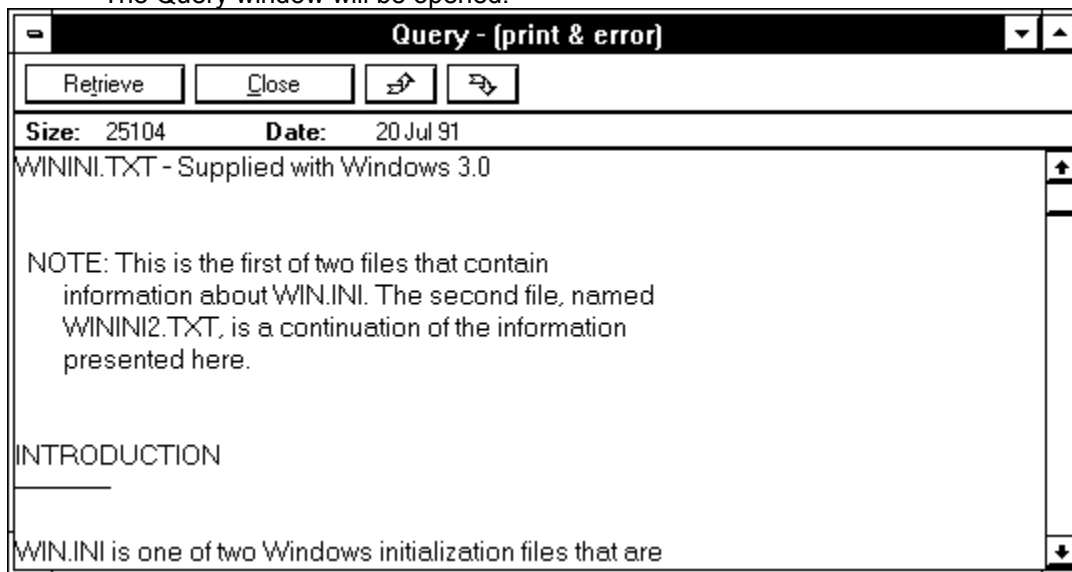 The Query window will be opened.
Query - (print & error)
Retrieve Close
Size: 25104 Date: 20 Jul 91
WININI.TXT - Supplied with Windows 3.0
NOTE: This is the first of two files that contain
information about WIN.INI. The second file, named
WININI2.TXT, is a continuation of the information
presented here.
INTRODUCTION
WIN.INI is one of two Windows initialization files that are